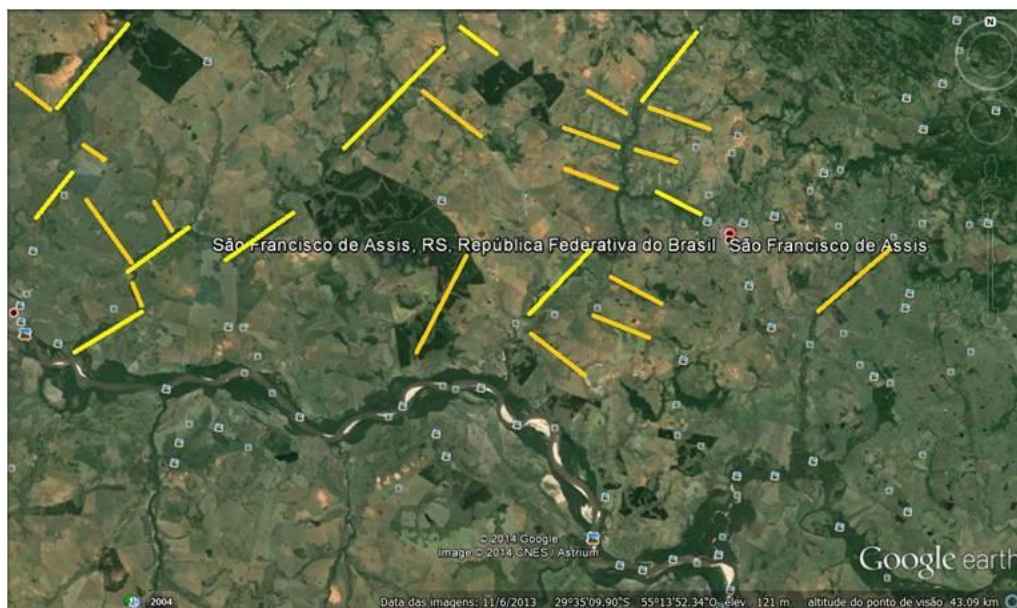 N
São Francisco de Assis, RS, República Federativa do Brasil São Francisco de Assis
© 2014 Google
Image © 2014 CNES / Astrium
Google earth
2004
Data das imagens: 11/6/2013 29°35'09.90"S 55°13'52.34"O elev 121 m altitude do ponto de visão 43.09 km